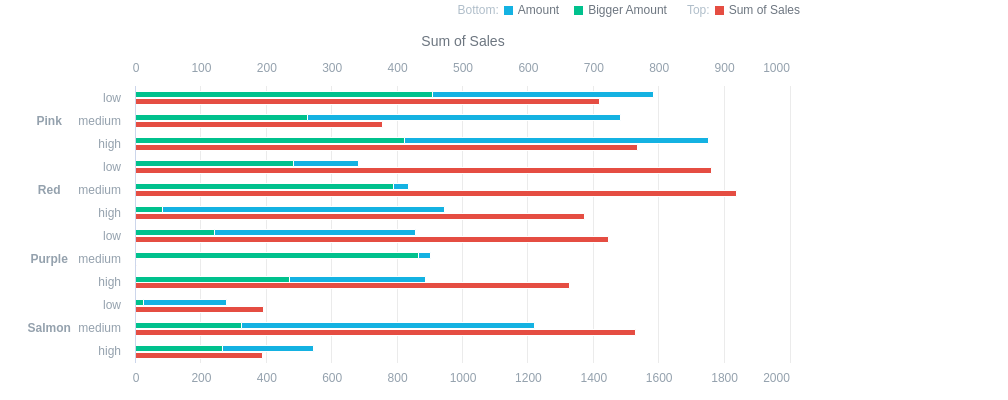 Bottom: Amount Bigger Amount Top: Sum of Sales
Sum of Sales
0 100 200 300 400 500 600 700 800 900 1000
low
Pink medium
high
low
Red medium
high
low
Purple medium
high
low
Salmon medium
high
0 200 400 600 800 1000 1200 1400 1600 1800 2000